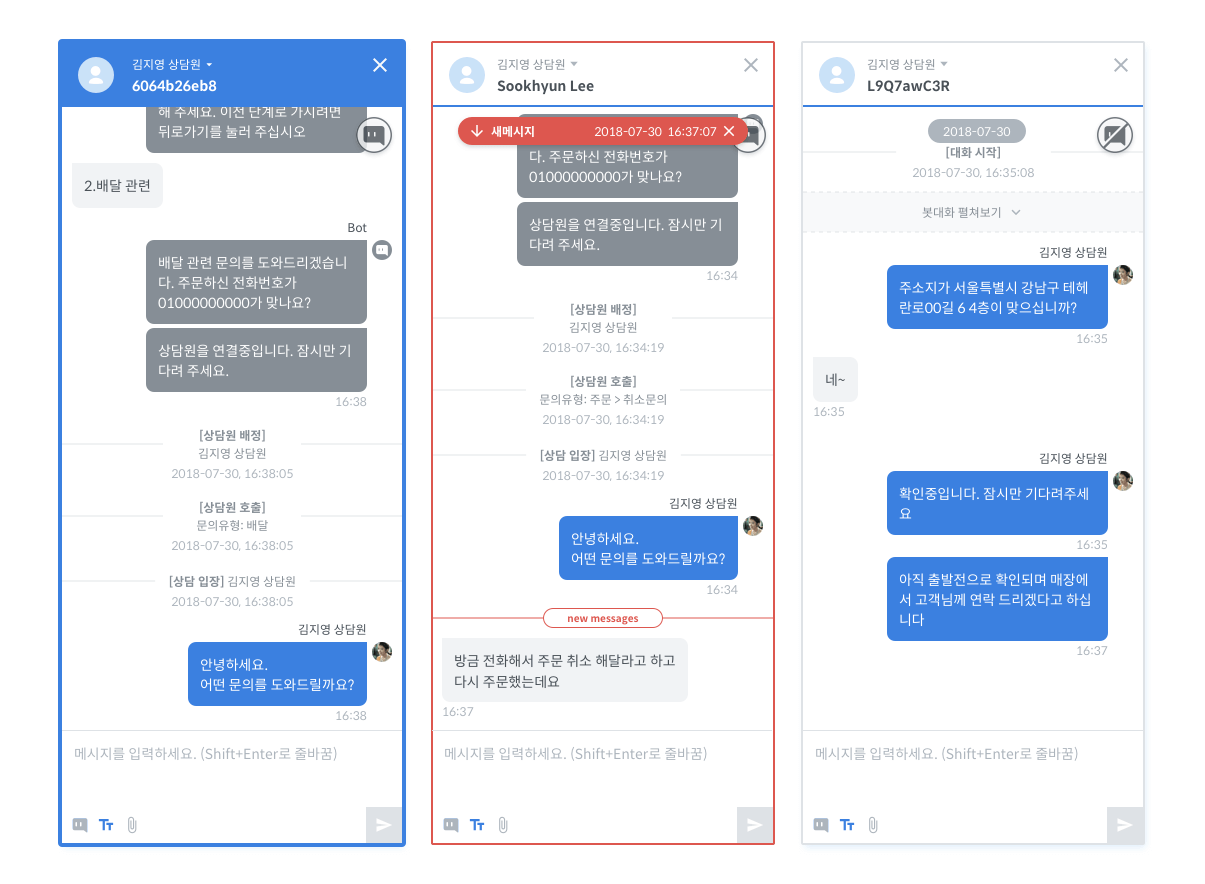 김지영 상담원
6064b26eb8
해 주세요. 이전 단계로 가시려면
뒤로가기를 눌러 주십시오
2.배달 관련
Bot
배달 관련 문의를 도와드리겠습니
다. 주문하신 전화번호가
01000000000가 맞나요?
상담원을 연결중입니다. 잠시만 기
다려 주세요.
16:38
[상담원 배정]
김지영 상담원
2018-07-30, 16:38:05
[상담원 호출]
문의유형: 배달
2018-07-30, 16:38:05
[상담 입장] 김지영 상담원
2018-07-30, 16:38:05
김지영 상담원
안녕하세요.
어떤 문의를 도와드릴까요?
16:38
메시지를 입력하세요. (Shift+Enter로 줄바꿈)
김지영 상담원
Sookhyun Lee
새메시지 2018-07-30 16:37:07
다. 주문하신 전화번호가
01000000000가 맞나요?
상담원을 연결중입니다. 잠시만 기
다려 주세요.
16:34
[상담원 배정]
김지영 상담원
2018-07-30, 16:34:19
[상담원 호출]
문의유형: 주문 > 취소문의
2018-07-30, 16:34:19
[상담 입장] 김지영 상담원
2018-07-30, 16:34:19
김지영 상담원
안녕하세요.
어떤 문의를 도와드릴까요?
16:34
new messages
방금 전화해서 주문 취소 해달라고 하고
다시 주문했는데요
16:37
메시지를 입력하세요. (Shift+Enter로 줄바꿈)
김지영 상담원
L9Q7awC3R
2018-07-30
[대화 시작]
2018-07-30, 16:35:08
봇대화 펼쳐보기
김지영 상담원
주소지가 서울특별시 강남구 테헤
란로00길 6 4층이 맞으십니까?
16:35
네~
16:35
김지영 상담원
확인중입니다. 잠시만 기다려주세
요
16:35
아직 출발전으로 확인되며 매장에
서 고객님께 연락 드리겠다고 하십
니다
16:37
메시지를 입력하세요. (Shift+Enter로 줄바꿈)